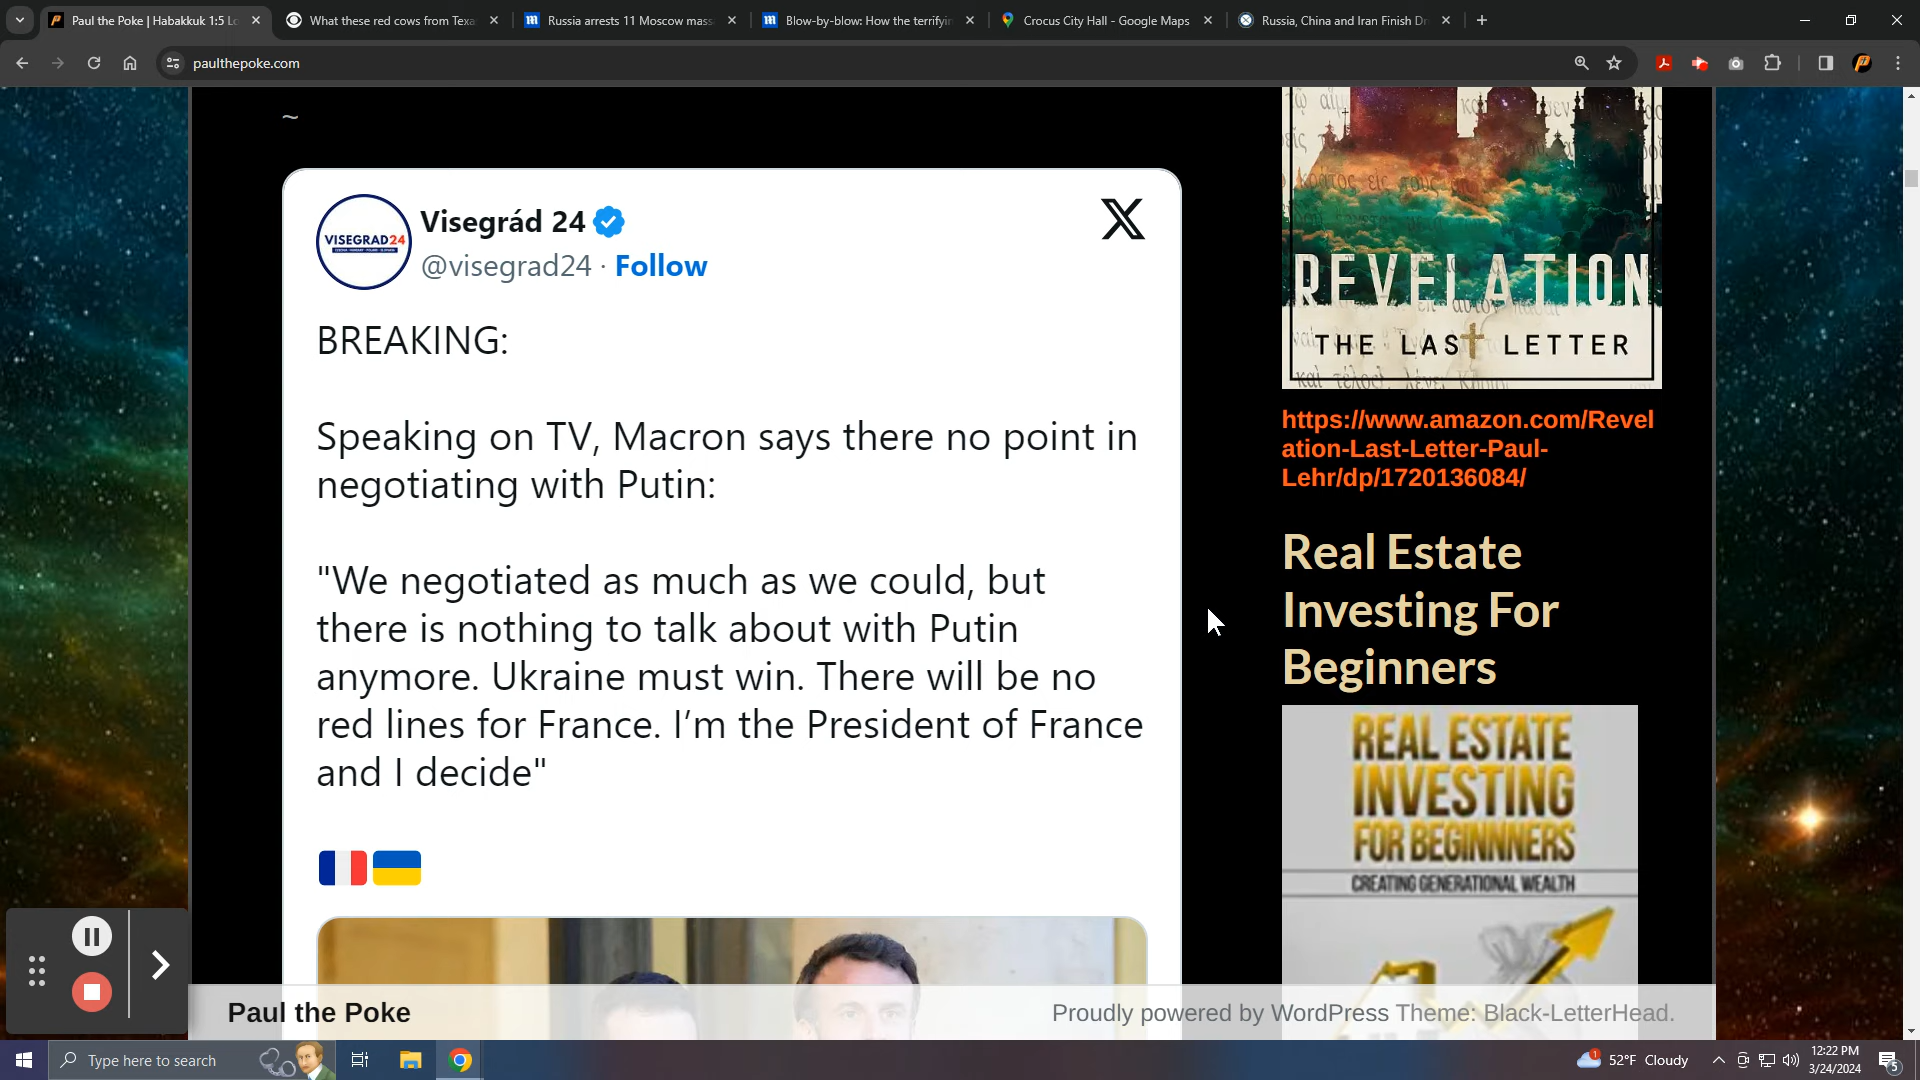 Paul the Poke | Habakkuk 1:5 Lo
What these red cows from Texa
Russia arrests 11 Moscow mass
Blow-by-blow: How the terrifyin
Crocus City Hall - Google Maps
Russia, China and Iran Finish Dr
paulthepoke.com
~
VISEGRAD24
Visegrád 24
@visegrad24 · Follow
BREAKING:
Speaking on TV, Macron says there no point in
negotiating with Putin:
"We negotiated as much as we could, but
there is nothing to talk about with Putin
anymore. Ukraine must win. There will be no
red lines for France. I’m the President of France
and I decide"
REVELATION
THE LAST LETTER
https://www.amazon.com/Revel
ation-Last-Letter-Paul-
Lehr/dp/1720136084/
Real Estate
Investing For
Beginners
REAL ESTATE
INVESTING
FOR BEGINNNERS
CREATING GENERATIONAL WEALTH
Paul the Poke
Proudly powered by WordPress Theme: Black-LetterHead.
Type here to search
52°F Cloudy
12:22 PM
3/24/2024
5